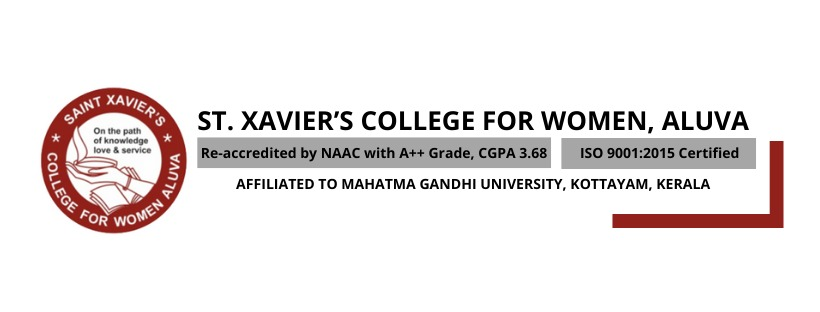 SAINT XAVIER'S
On the path
of knowledge
love & service
COLLEGE FOR WOMEN ALUVA
ST. XAVIER’S COLLEGE FOR WOMEN, ALUVA
Re-accredited by NAAC with A++ Grade, CGPA 3.68
ISO 9001:2015 Certified
AFFILIATED TO MAHATMA GANDHI UNIVERSITY, KOTTAYAM, KERALA